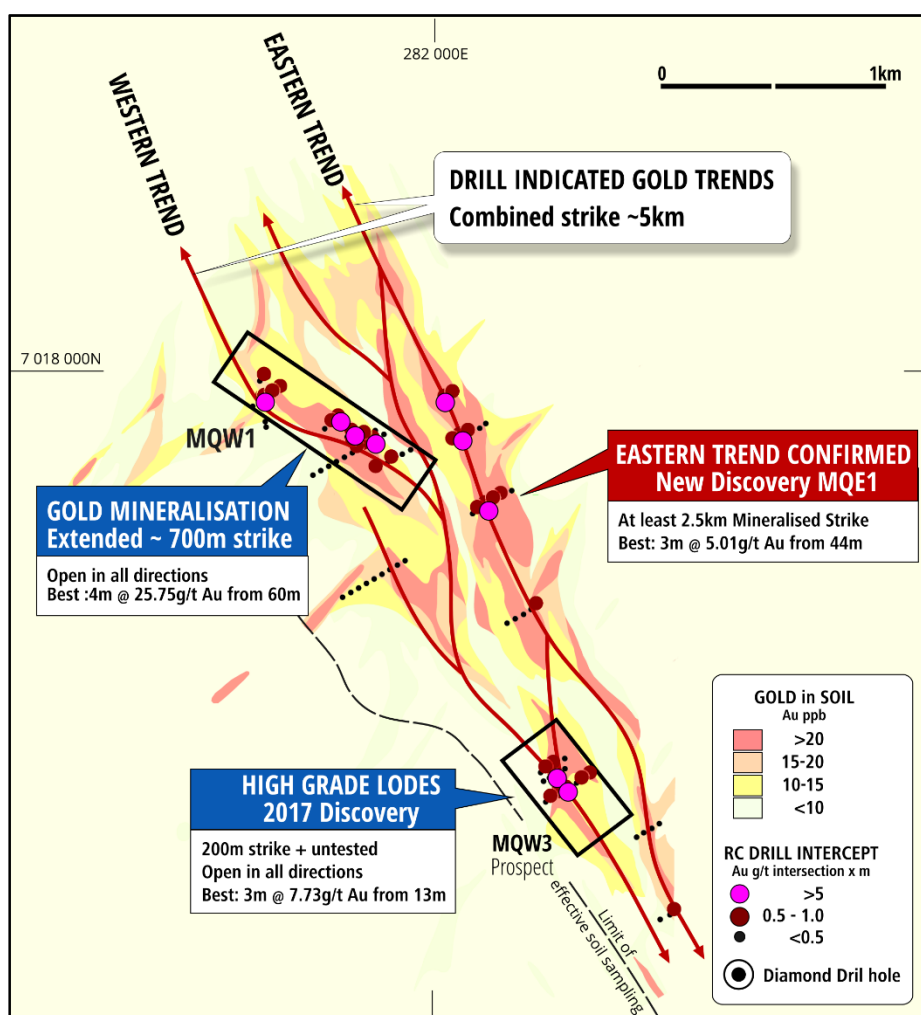 282 000E
0 1km
EASTERN TREND
WESTERN TREND
DRILL INDICATED GOLD TRENDS
Combined strike ~5km
7 018 000N
MQW1
EASTERN TREND CONFIRMED
New Discovery MQE1
At least 2.5km Mineralised Strike
Best: 3m @ 5.01g/t Au from 44m
GOLD MINERALISATION
Extended ~ 700m strike
Open in all directions
Best :4m @ 25.75g/t Au from 60m
HIGH GRADE LODES
2017 Discovery
200m strike + untested
Open in all directions
Best: 3m @ 7.73g/t Au from 13m
MQW3
Prospect
Limit of
effective soil sampling
GOLD in SOIL
Au ppb
>20
15-20
10-15
<10
RC DRILL INTERCEPT
Au g/t intersection x m
>5
0.5 - 1.0
<0.5
Diamond Dril hole